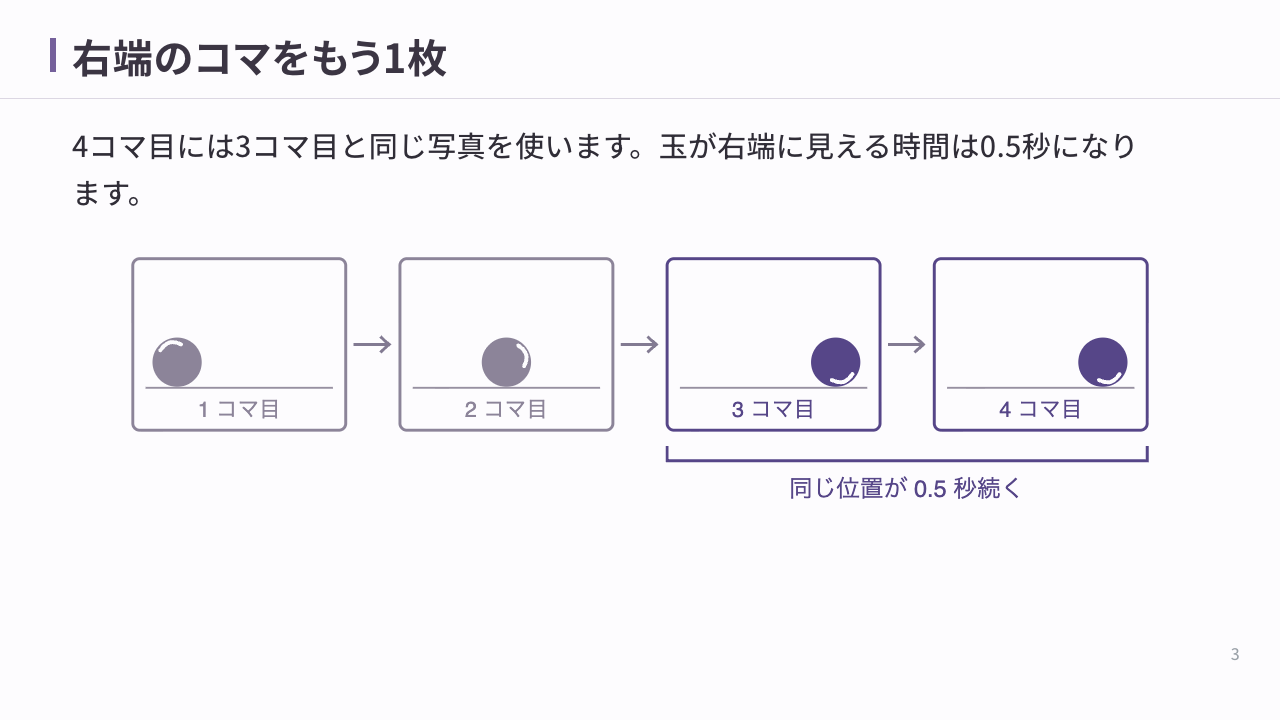 右端のコマをもう1枚
4コマ目には3コマ目と同じ写真を使います。玉が右端に見える時間は0.5秒になり
ます。
1 コマ目
2 コマ目
3 コマ目
4 コマ目
同じ位置が 0.5 秒続く
3